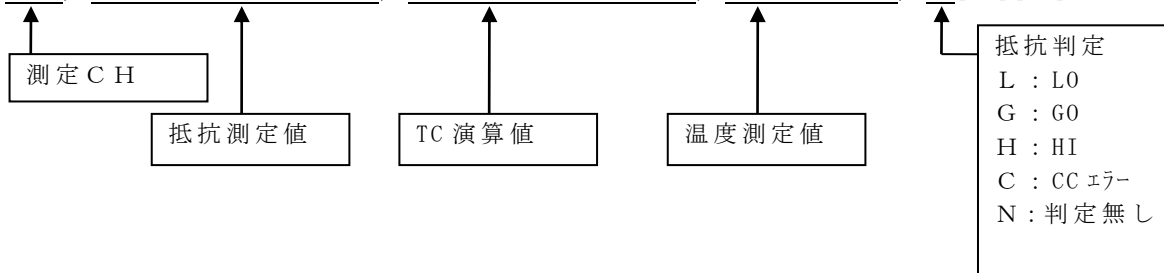 測定ＣＨ
抵抗測定値
TC 演算値
温度測定値
抵抗判定
Ｌ：LO
Ｇ：GO
Ｈ：HI
Ｃ：CC ｴﾗｰ
Ｎ：判定無し